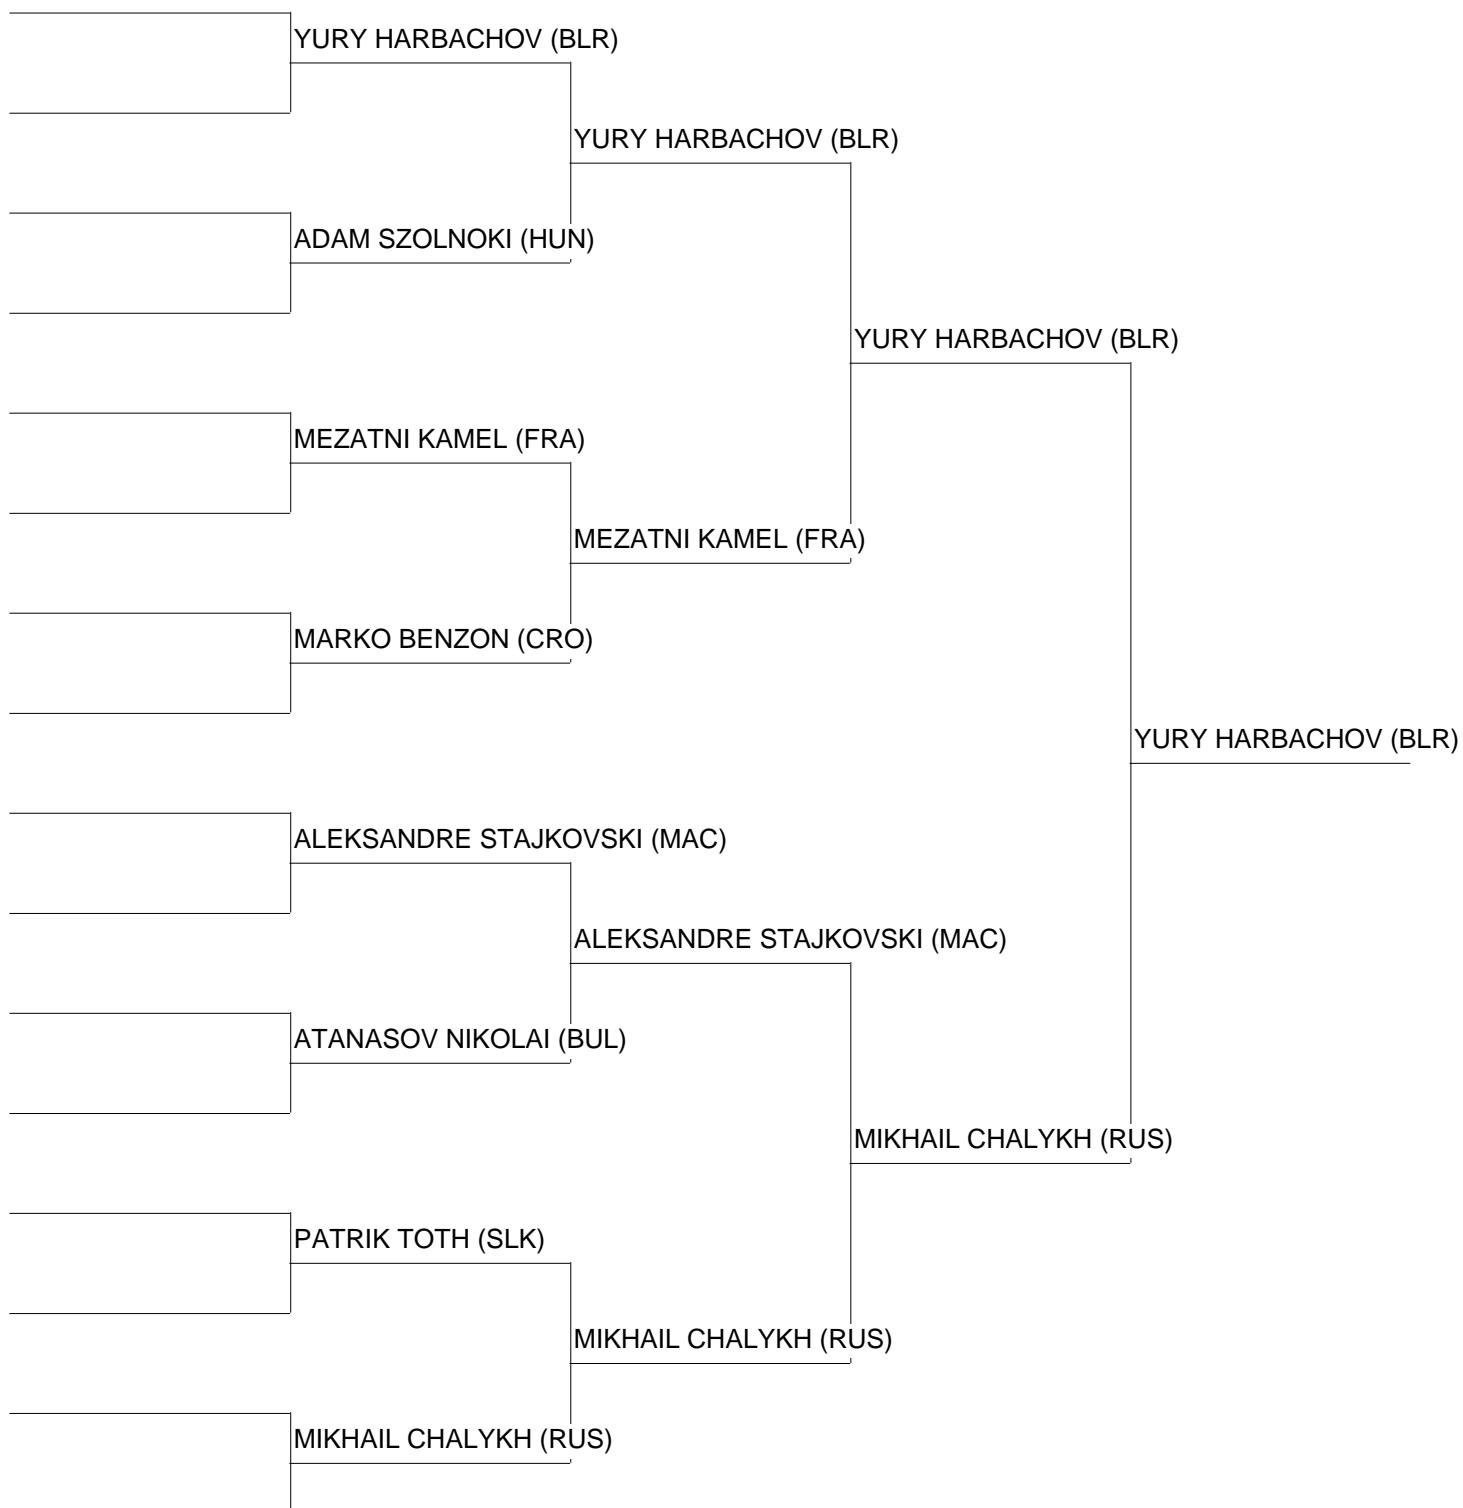 YURY HARBACHOV (BLR)
YURY HARBACHOV (BLR)
ADAM SZOLNOKI (HUN)
YURY HARBACHOV (BLR)
MEZATNI KAMEL (FRA)
MEZATNI KAMEL (FRA)
MARKO BENZON (CRO)
YURY HARBACHOV (BLR)
ALEKSANDRE STAJKOVSKI (MAC)
ALEKSANDRE STAJKOVSKI (MAC)
ATANASOV NIKOLAI (BUL)
MIKHAIL CHALYKH (RUS)
PATRIK TOTH (SLK)
MIKHAIL CHALYKH (RUS)
MIKHAIL CHALYKH (RUS)